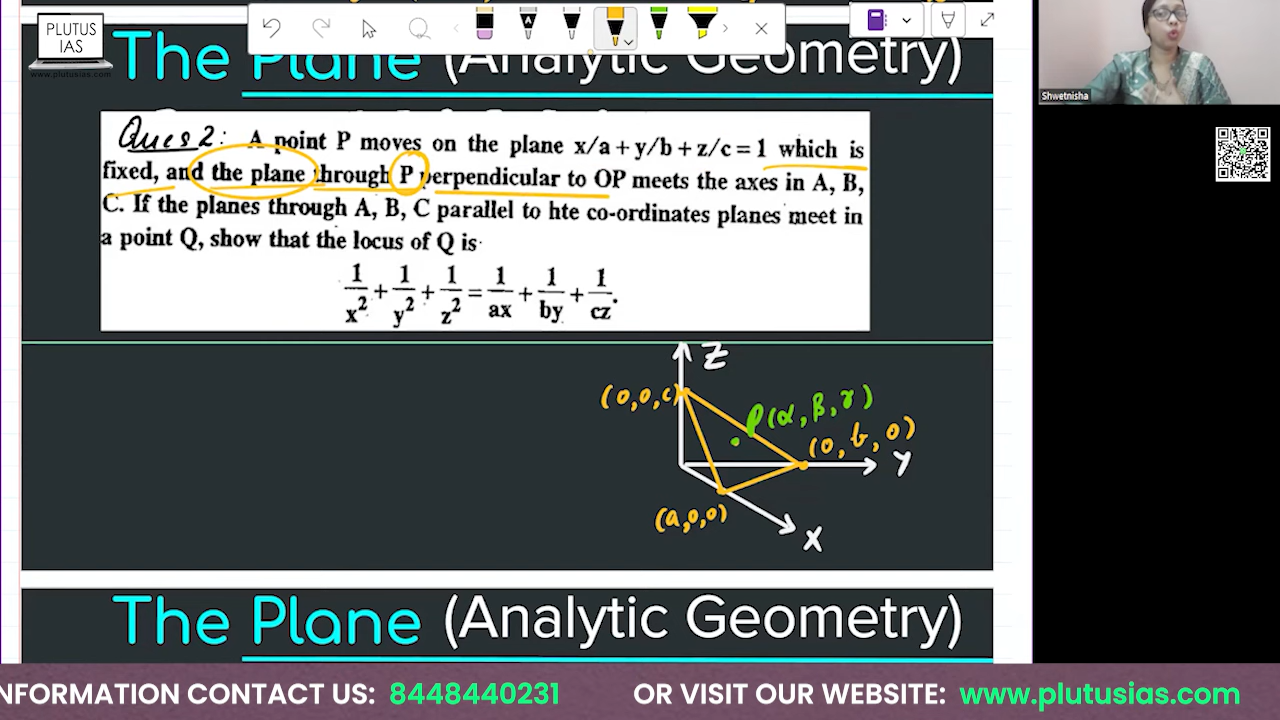 PLUTUS
IAS
www.plutusias.com
The Plane (Analytic Geometry)
Shwetnisha
Ques 2: A point P moves on the plane x/a + y/b + z/c = 1 which is
fixed, and the plane through P perpendicular to OP meets the axes in A, B,
C. If the planes through A, B, C parallel to hte co-ordinates planes meet in
a point Q, show that the locus of Q is
1/x² + 1/y² + 1/z² = 1/ax + 1/by + 1/cz.
Z
(0,0,c)
P(α, β, γ)
(0, b, 0)
Y
(a,0,0)
X
The Plane (Analytic Geometry)
NFORMATION CONTACT US: 8448440231 OR VISIT OUR WEBSITE: www.plutusias.com